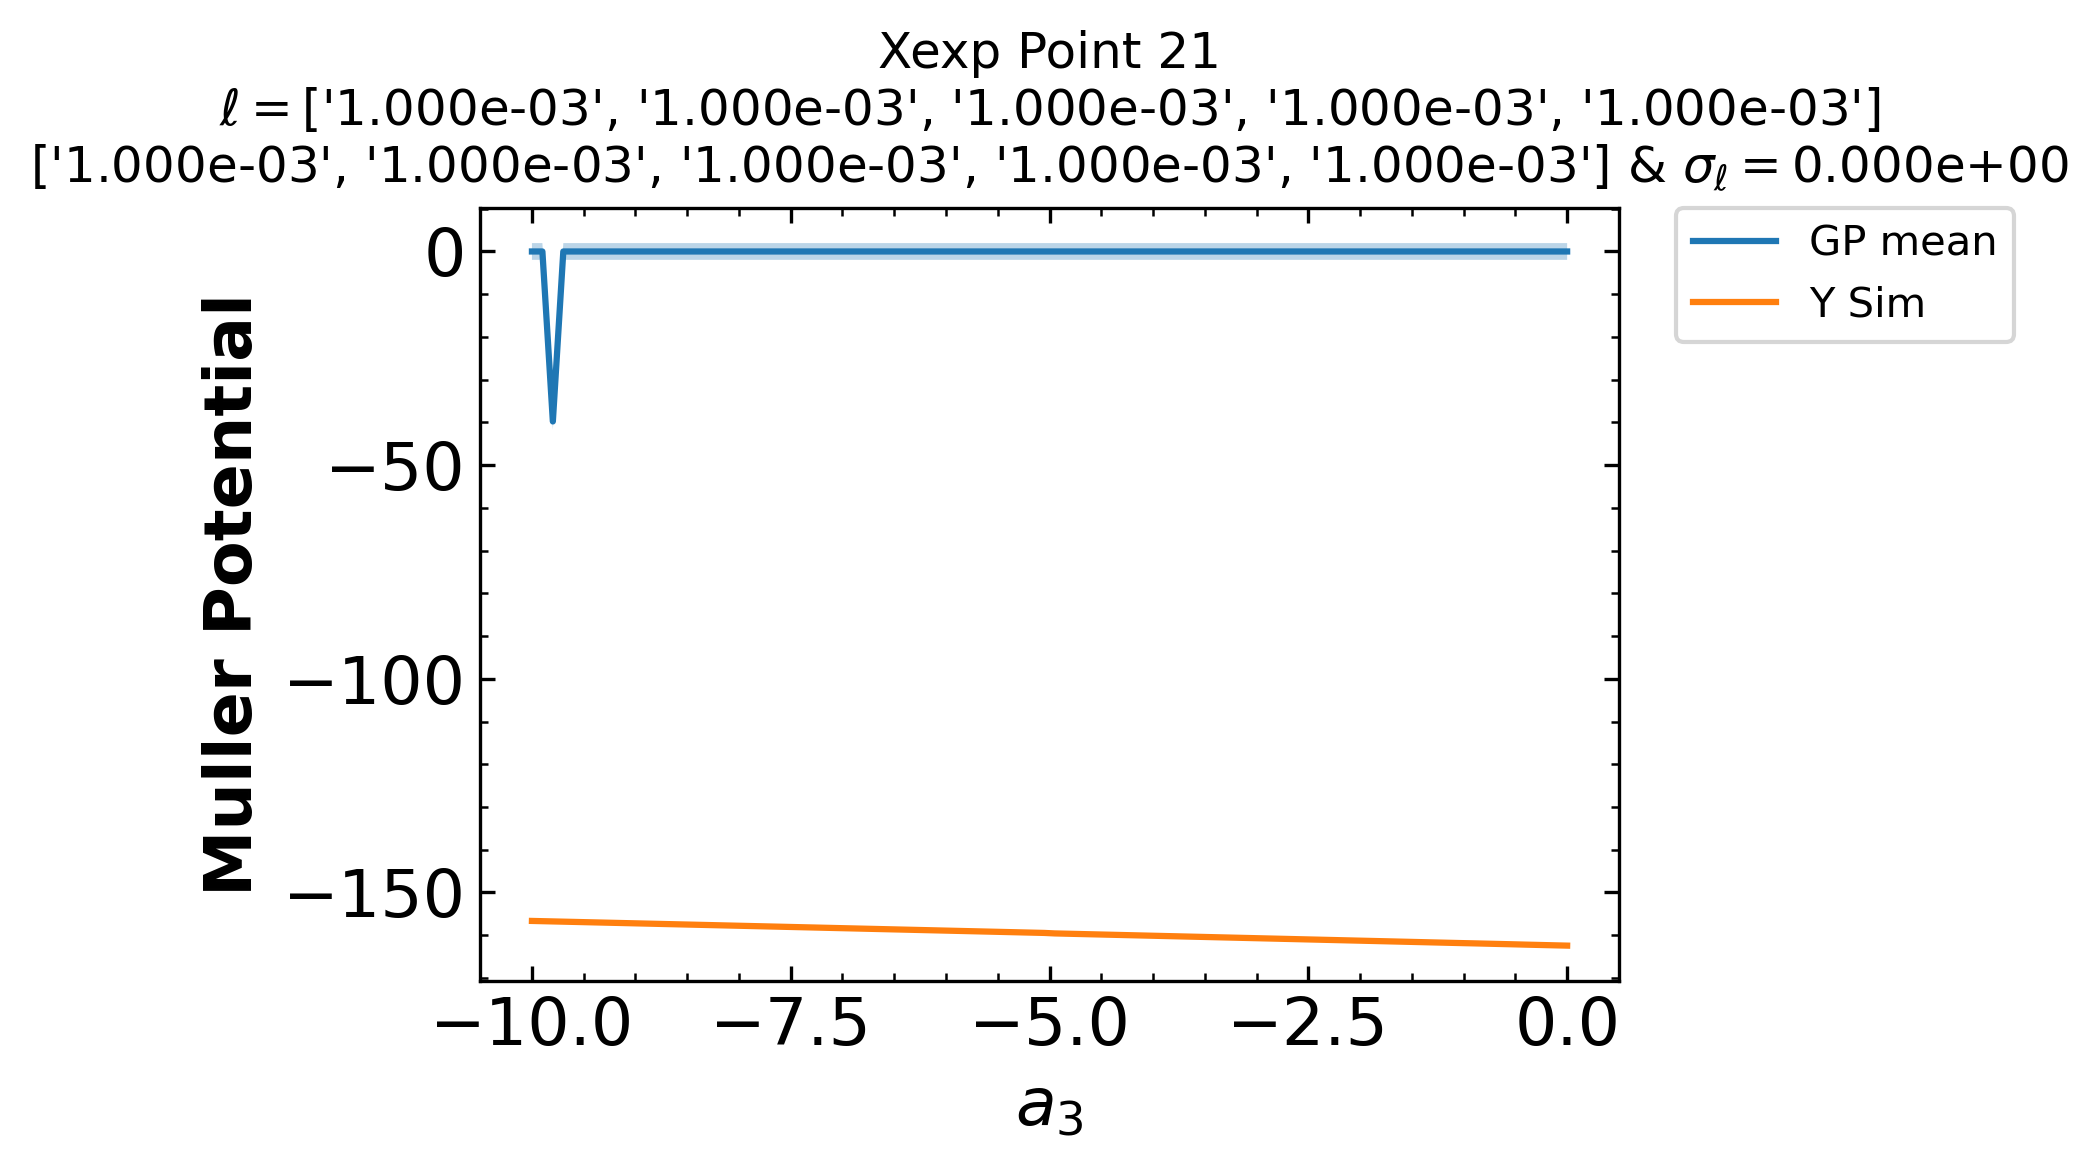 Xexp Point 21
ℓ = ['1.000e-03', '1.000e-03', '1.000e-03', '1.000e-03', '1.000e-03']
['1.000e-03', '1.000e-03', '1.000e-03', '1.000e-03', '1.000e-03'] & σℓ = 0.000e+00
GP mean
Y Sim
Muller Potential
0
−50
−100
−150
−10.0 −7.5 −5.0 −2.5 0.0
a₃